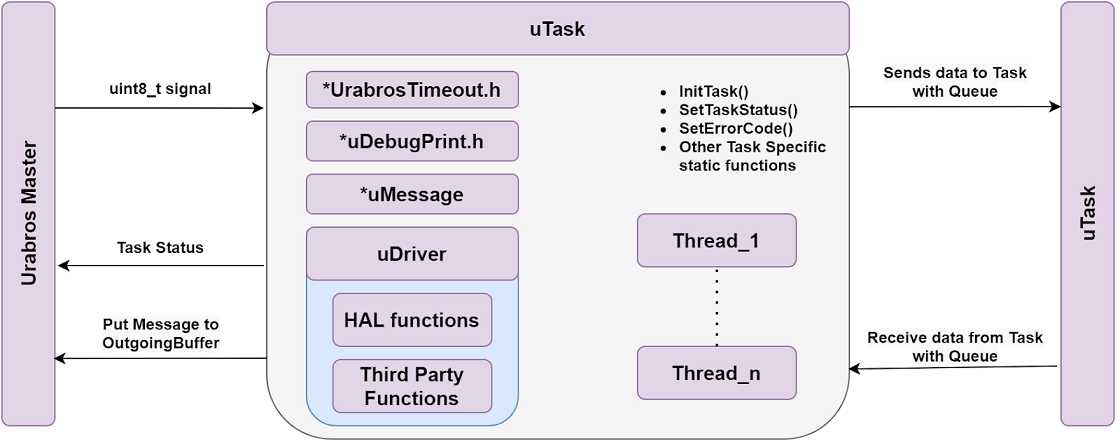 Urabros Master
uint8_t signal
Task Status
Put Message to
OutgoingBuffer
uTask
*UrabrosTimeout.h
*uDebugPrint.h
*uMessage
uDriver
HAL functions
Third Party
Functions
• InitTask()
• SetTaskStatus()
• SetErrorCode()
• Other Task Specific
static functions
Thread_1
Thread_n
Sends data to Task
with Queue
Receive data from Task
with Queue
uTask